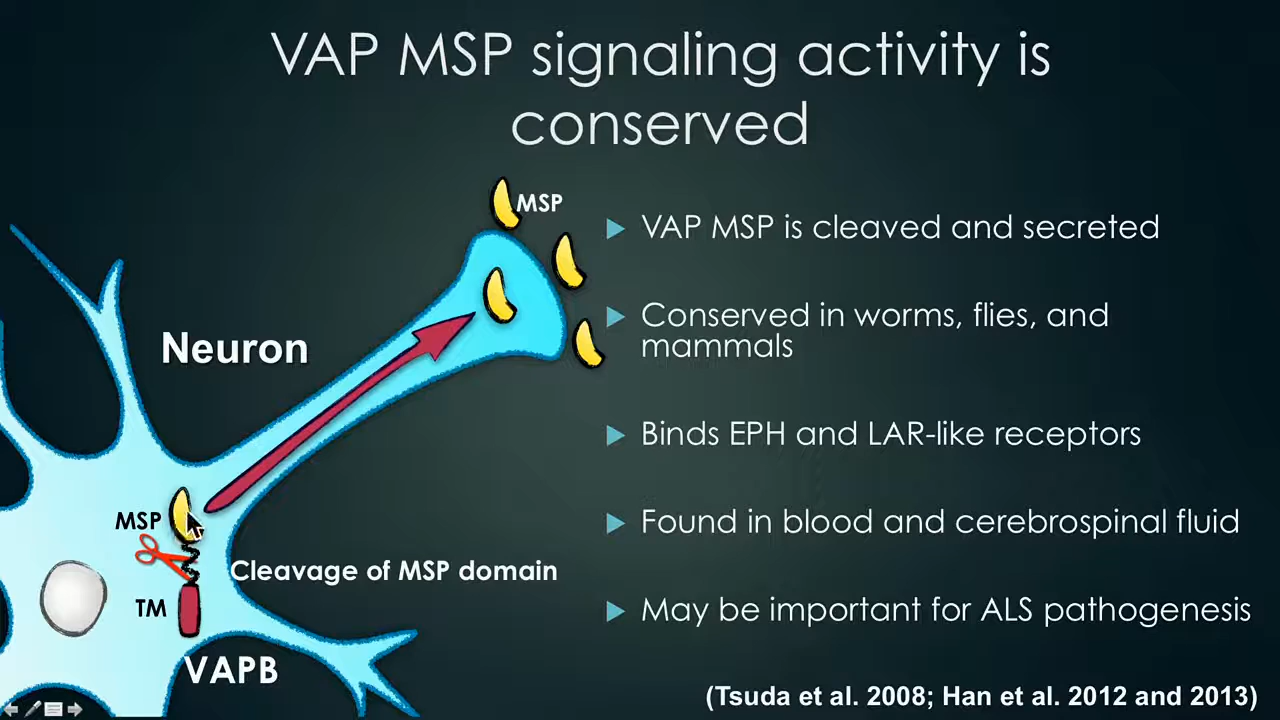 VAP MSP signaling activity is
conserved
MSP
VAP MSP is cleaved and secreted
Conserved in worms, flies, and
mammals
Neuron
Binds EPH and LAR-like receptors
MSP
Found in blood and cerebrospinal fluid
Cleavage of MSP domain
TM
May be important for ALS pathogenesis
VAPB
(Tsuda et al. 2008; Han et al. 2012 and 2013)